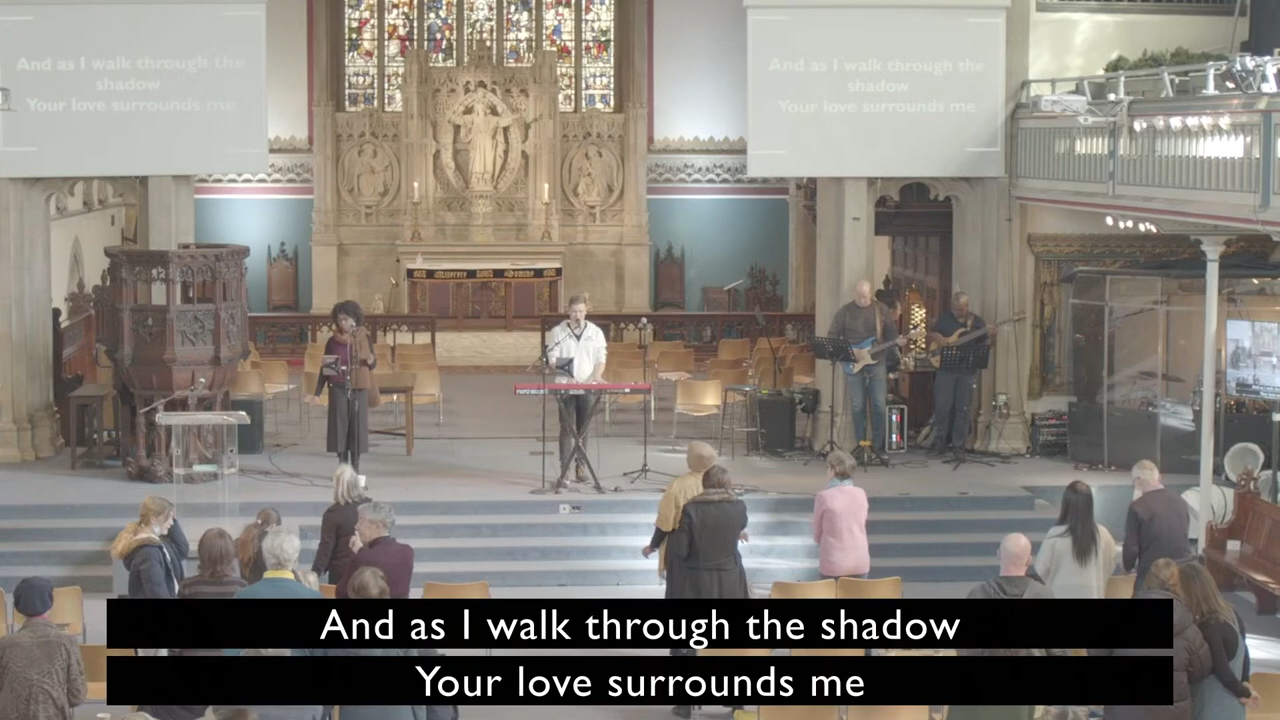 And as I walk through the
shadow
Your love surrounds me
And as I walk through the
shadow
Your love surrounds me
And as I walk through the shadow
Your love surrounds me